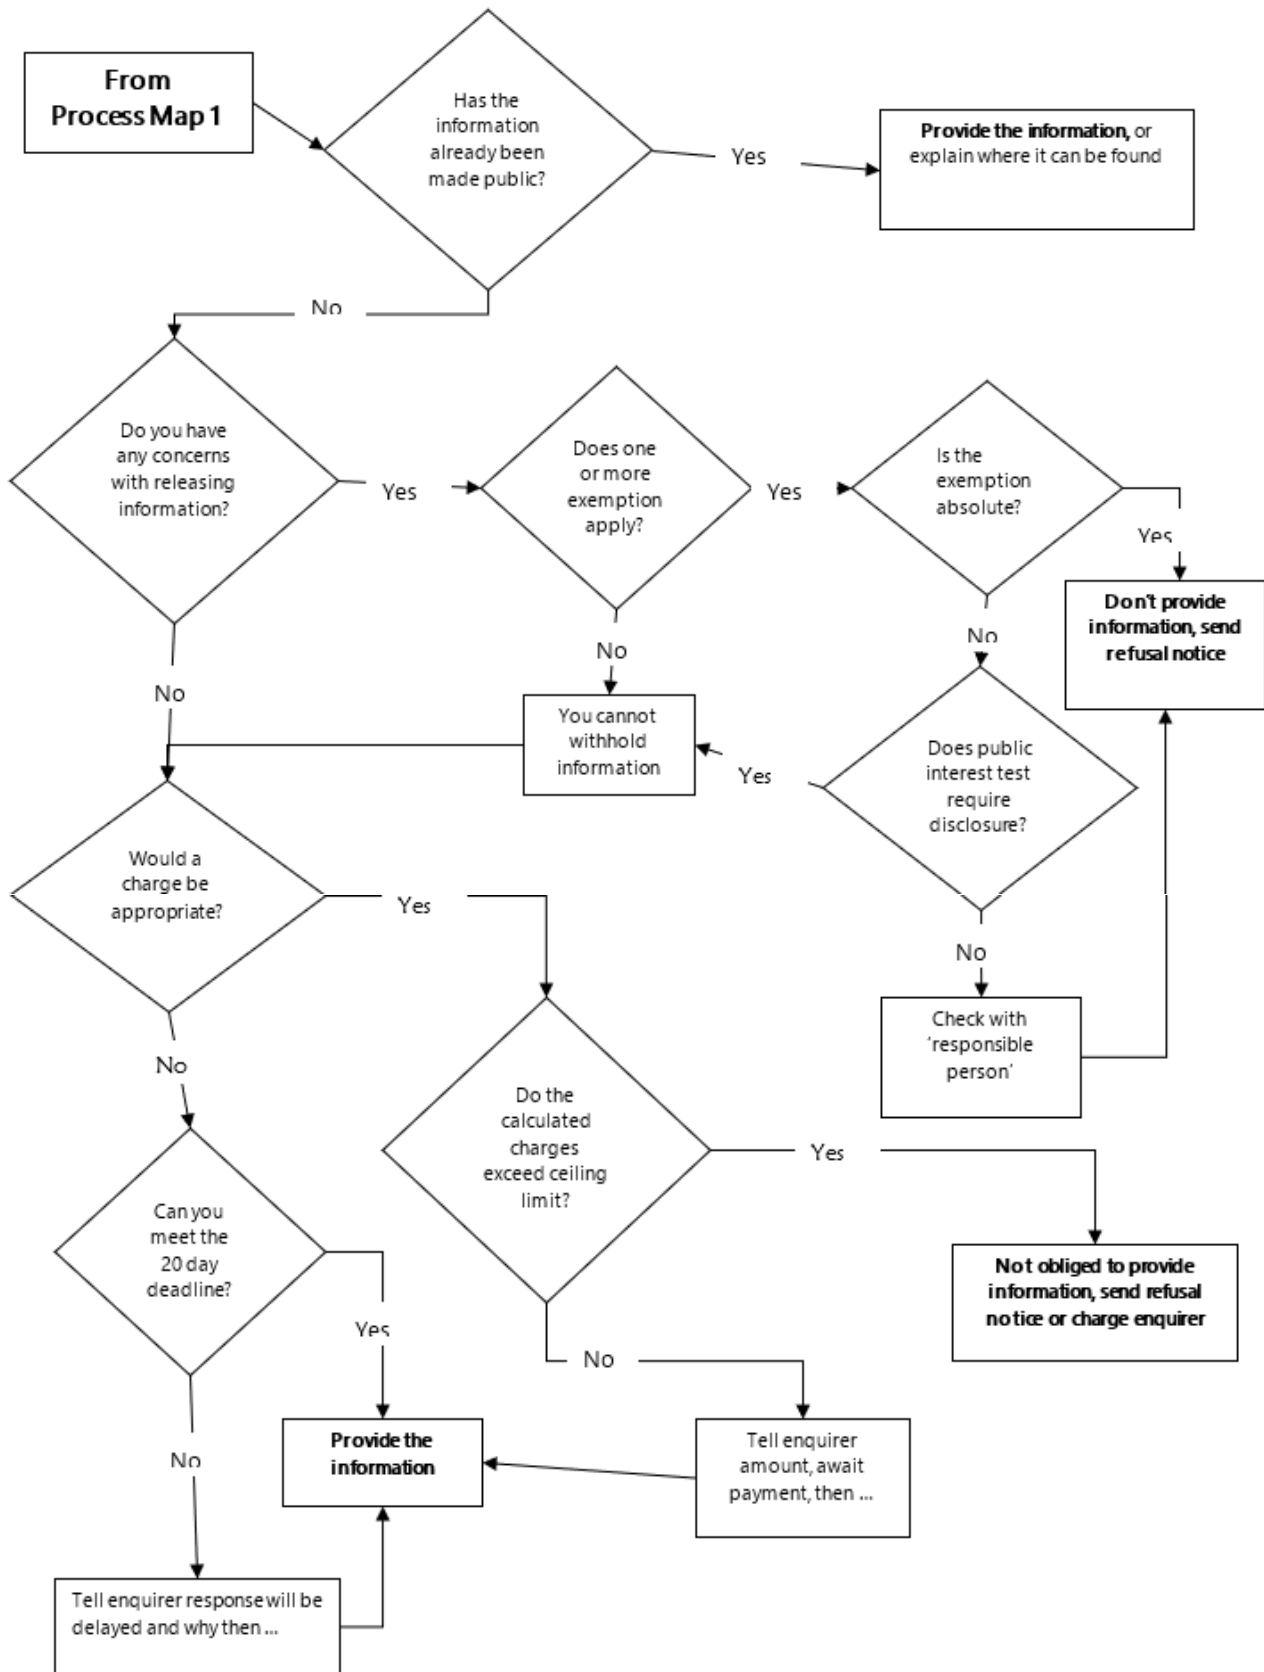 From
Process Map 1
Has the
information
already been
made public?
Yes
Provide the information, or
explain where it can be found
No
Do you have
any concerns
with releasing
information?
Yes
Does one
or more
exemption
apply?
Yes
Is the
exemption
absolute?
Yes
Don't provide
information, send
refusal notice
No
No
No
You cannot
withhold
information
Yes
Does public
interest test
require
disclosure?
Would a
charge be
appropriate?
Yes
No
Check with
‘responsible
person’
No
Do the
calculated
charges
exceed ceiling
limit?
Yes
Can you
meet the
20 day
deadline?
Not obliged to provide
information, send refusal
notice or charge enquirer
Yes
No
No
Provide the
information
Tell enquirer
amount, await
payment, then ...
Tell enquirer response will be
delayed and why then ...